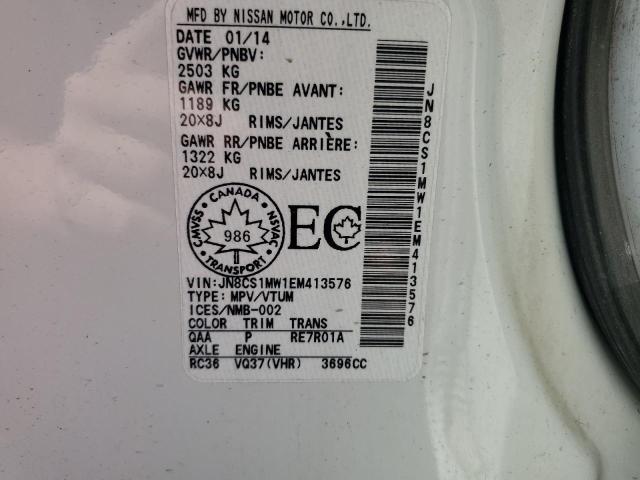 MFD BY NISSAN MOTOR CO.,LTD.
DATE 01/14
GVWR/PNBV:
2503 KG
GAWR FR/PNBE AVANT:
1189 KG
20×8J RIMS/JANTES
GAWR RR/PNBE ARRIÈRE:
1322 KG
20×8J RIMS/JANTES
CANADA
CMVSS NSVAC
986
TRANSPORT
EC
VIN:JN8CS1MW1EM413576
TYPE: MPV/VTUM
ICES/NMB-002
COLOR TRIM TRANS
QAA P RE7R01A
AXLE ENGINE
RC36 VQ37(VHR) 3696CC
JN8CS1MW1EM413576